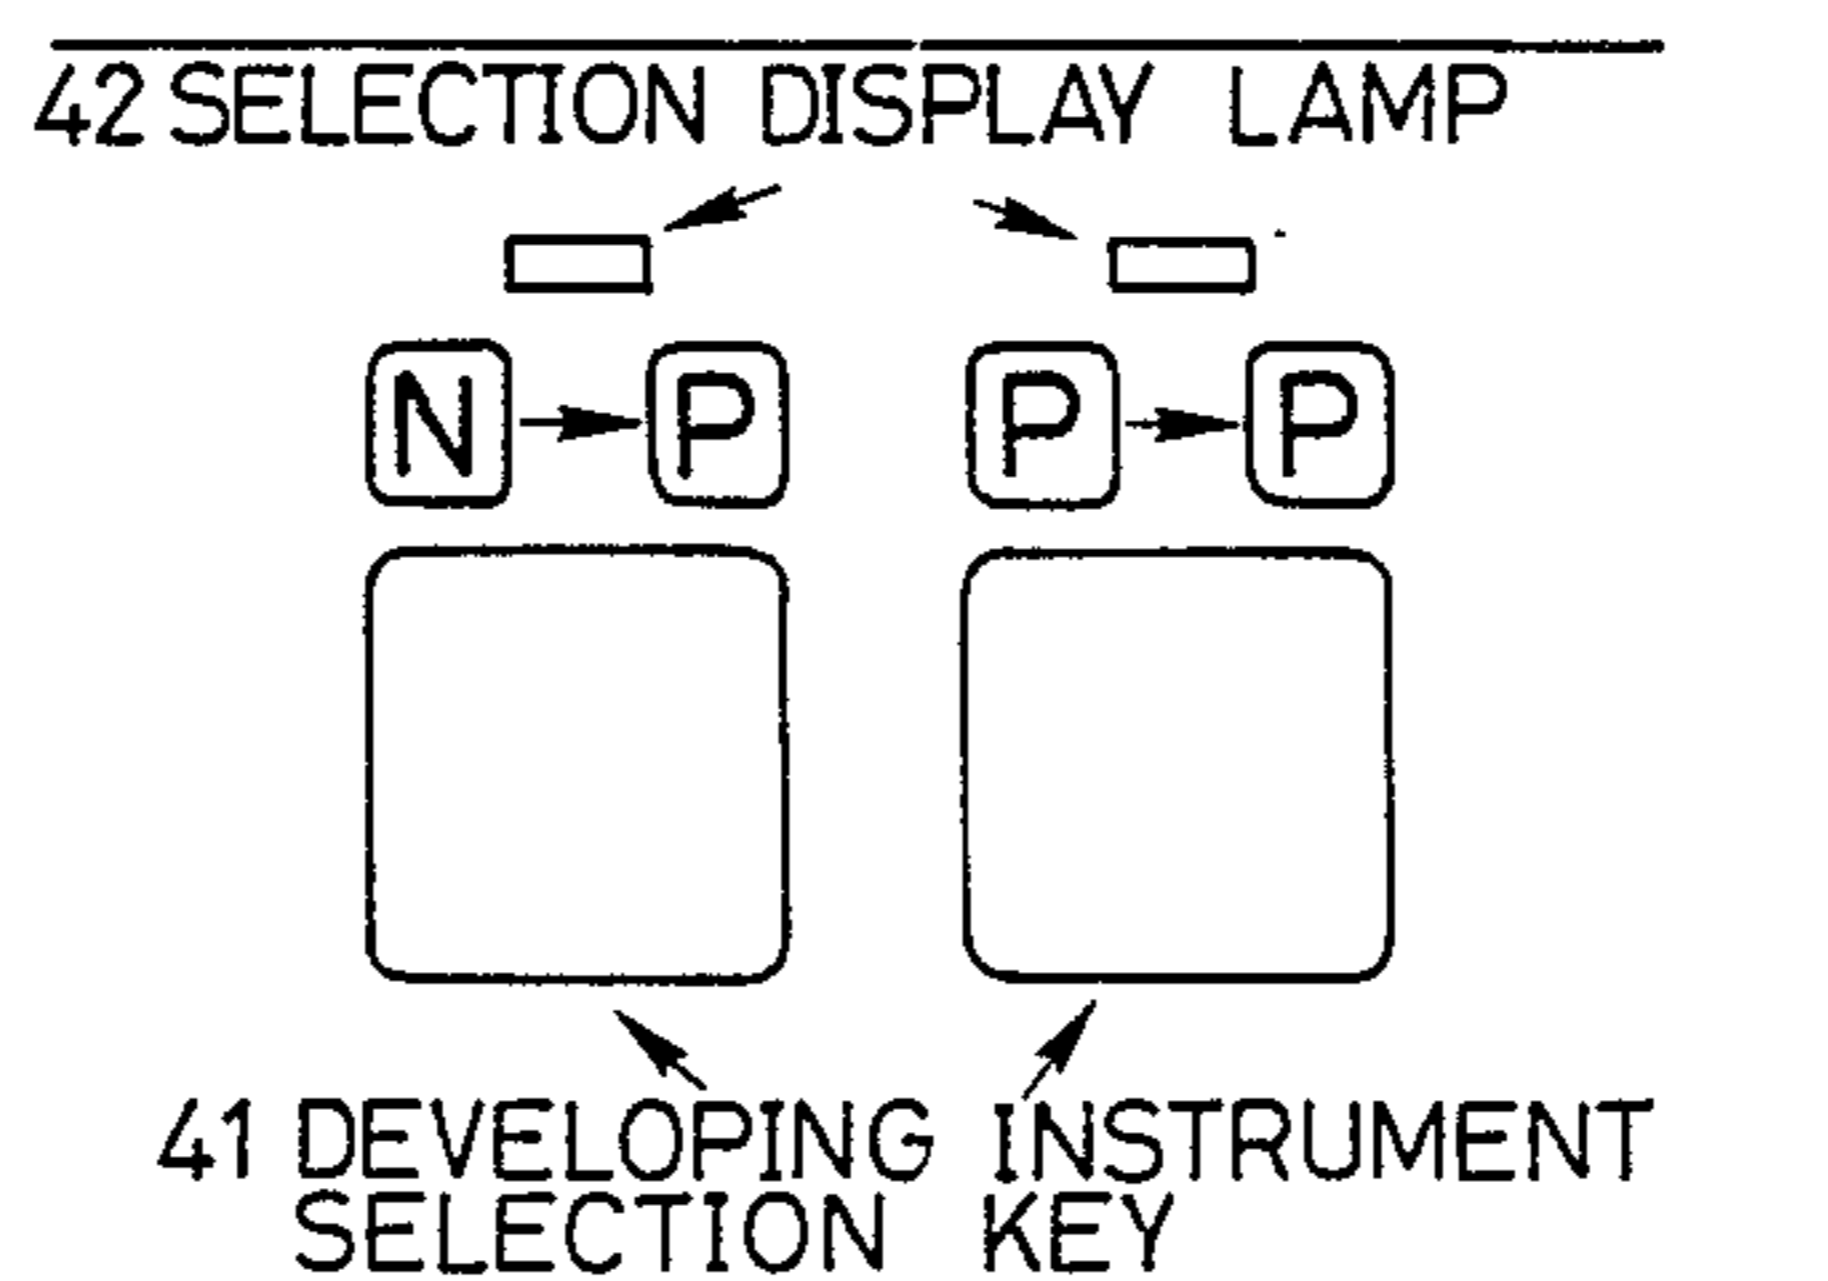 42 SELECTION DISPLAY LAMP
N → P P → P
41 DEVELOPING INSTRUMENT
SELECTION KEY